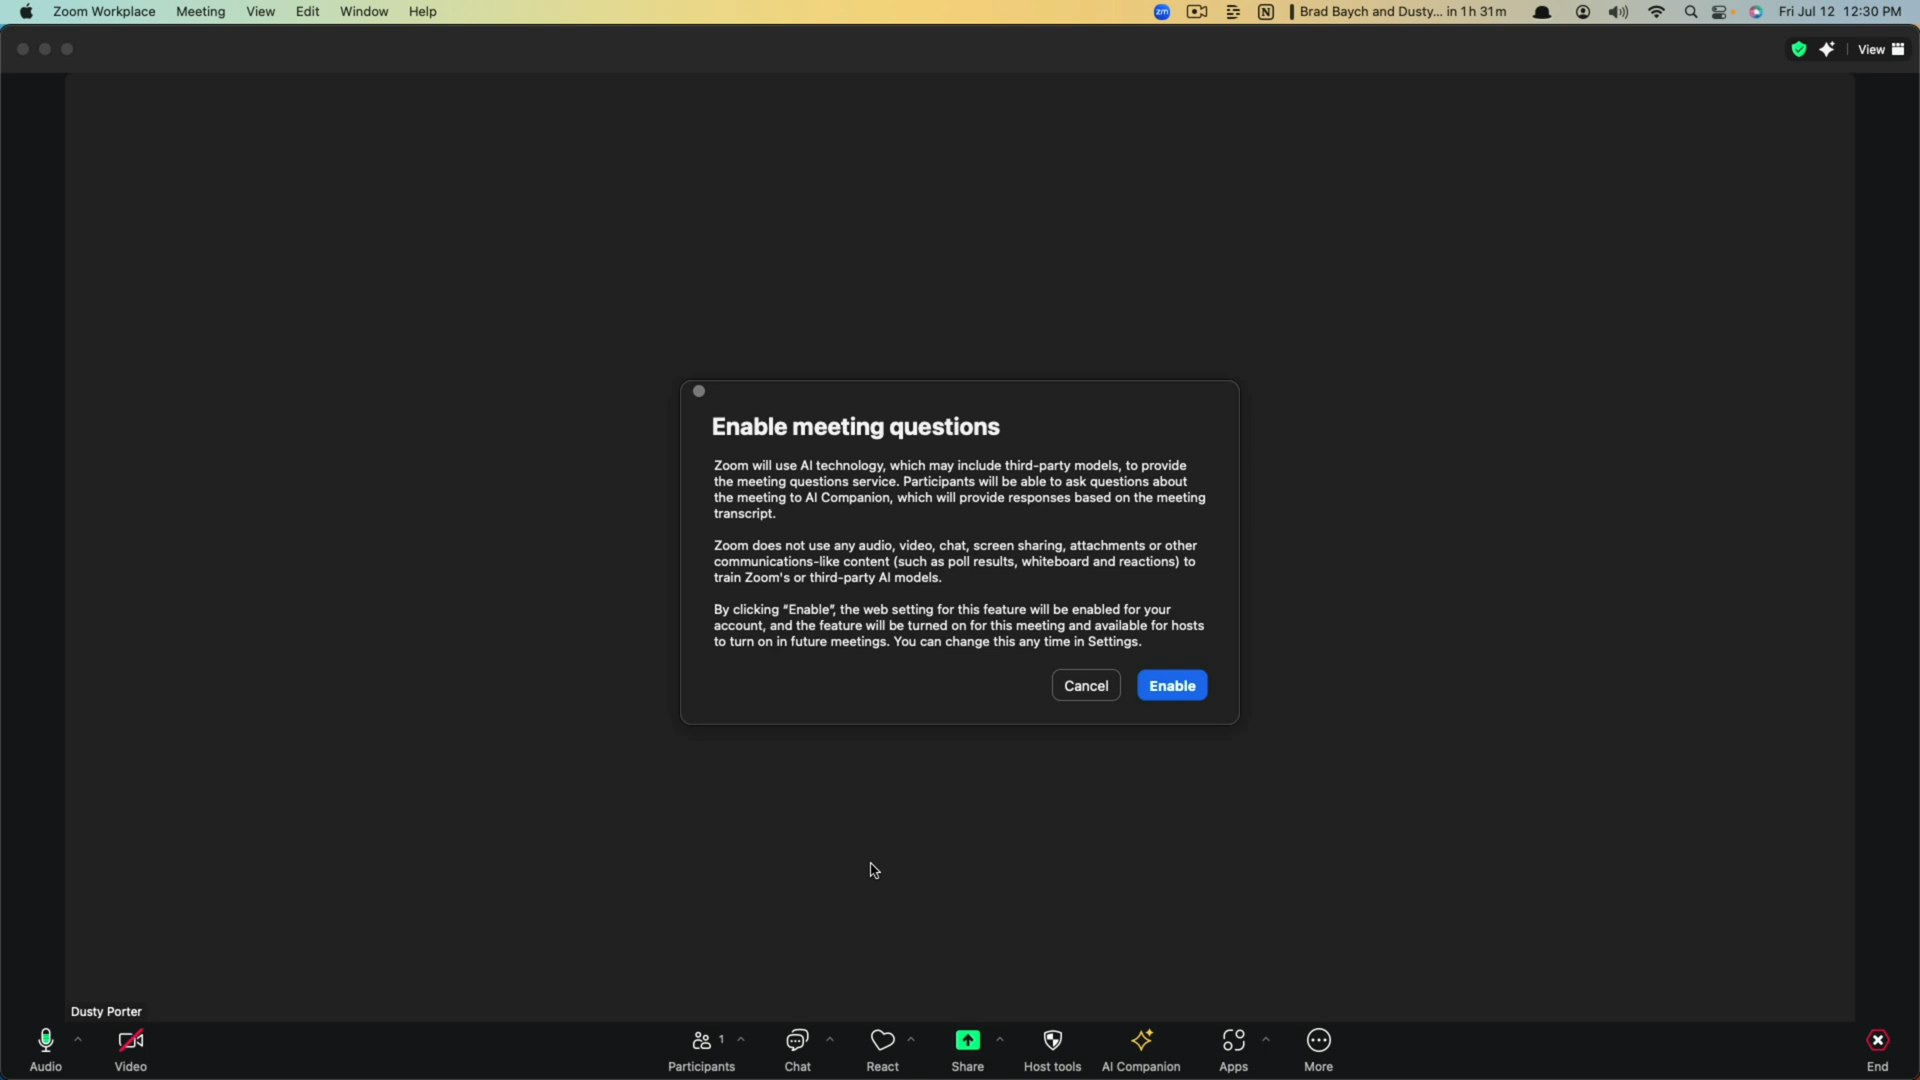 Zoom Workplace Meeting View Edit Window Help
zm N Brad Baych and Dusty... in 1h 31m Fri Jul 12 12:30 PM
View
Enable meeting questions
Zoom will use AI technology, which may include third-party models, to provide
the meeting questions service. Participants will be able to ask questions about
the meeting to AI Companion, which will provide responses based on the meeting
transcript.
Zoom does not use any audio, video, chat, screen sharing, attachments or other
communications-like content (such as poll results, whiteboard and reactions) to
train Zoom's or third-party AI models.
By clicking "Enable", the web setting for this feature will be enabled for your
account, and the feature will be turned on for this meeting and available for hosts
to turn on in future meetings. You can change this any time in Settings.
Cancel Enable
Dusty Porter
1
Audio Video Participants Chat React Share Host tools AI Companion Apps More End